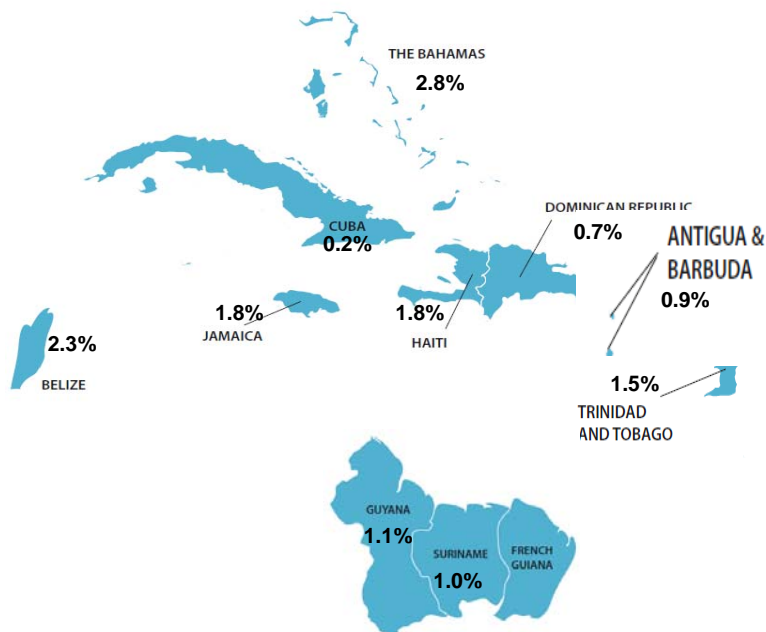 THE BAHAMAS
2.8%
CUBA
0.2%
DOMINICAN REPUBLIC
0.7%
ANTIGUA &
BARBUDA
0.9%
1.8%
JAMAICA
1.8%
HAITI
2.3%
BELIZE
1.5%
TRINIDAD
AND TOBAGO
GUYANA
1.1%
SURINAME
1.0%
FRENCH
GUIANA